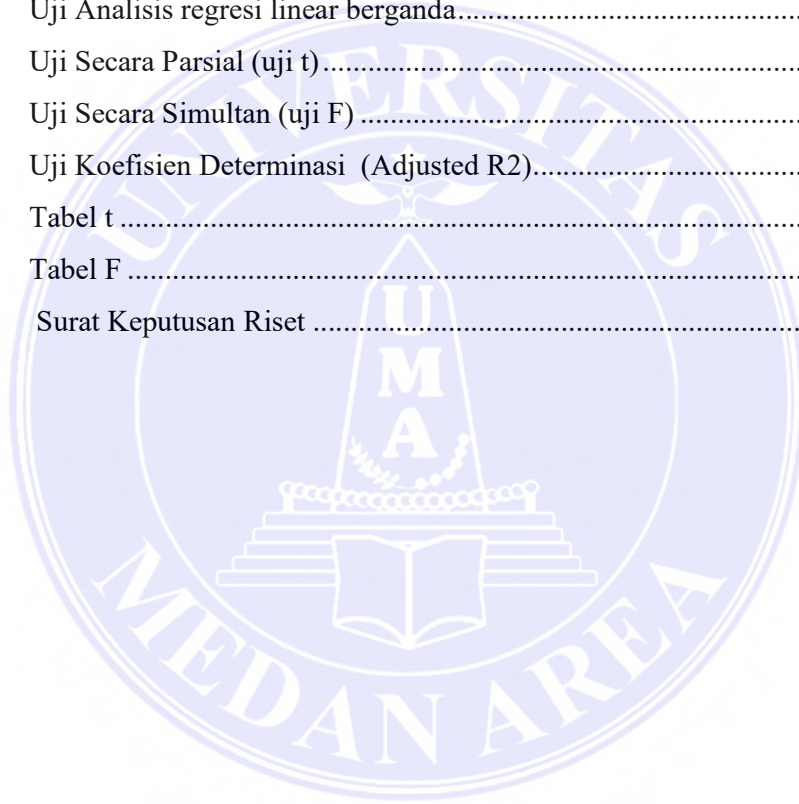 Uji Analisis regresi linear berganda............................................
Uji Secara Parsial (uji t)................................................................
Uji Secara Simultan (uji F) ...........................................................
Uji Koefisien Determinasi  (Adjusted R2)....................................
Tabel t ............................................................................................
Tabel F ...........................................................................................
Surat Keputusan Riset ..................................................................
UNIVERSITAS
U
M
A
MEDAN AREA